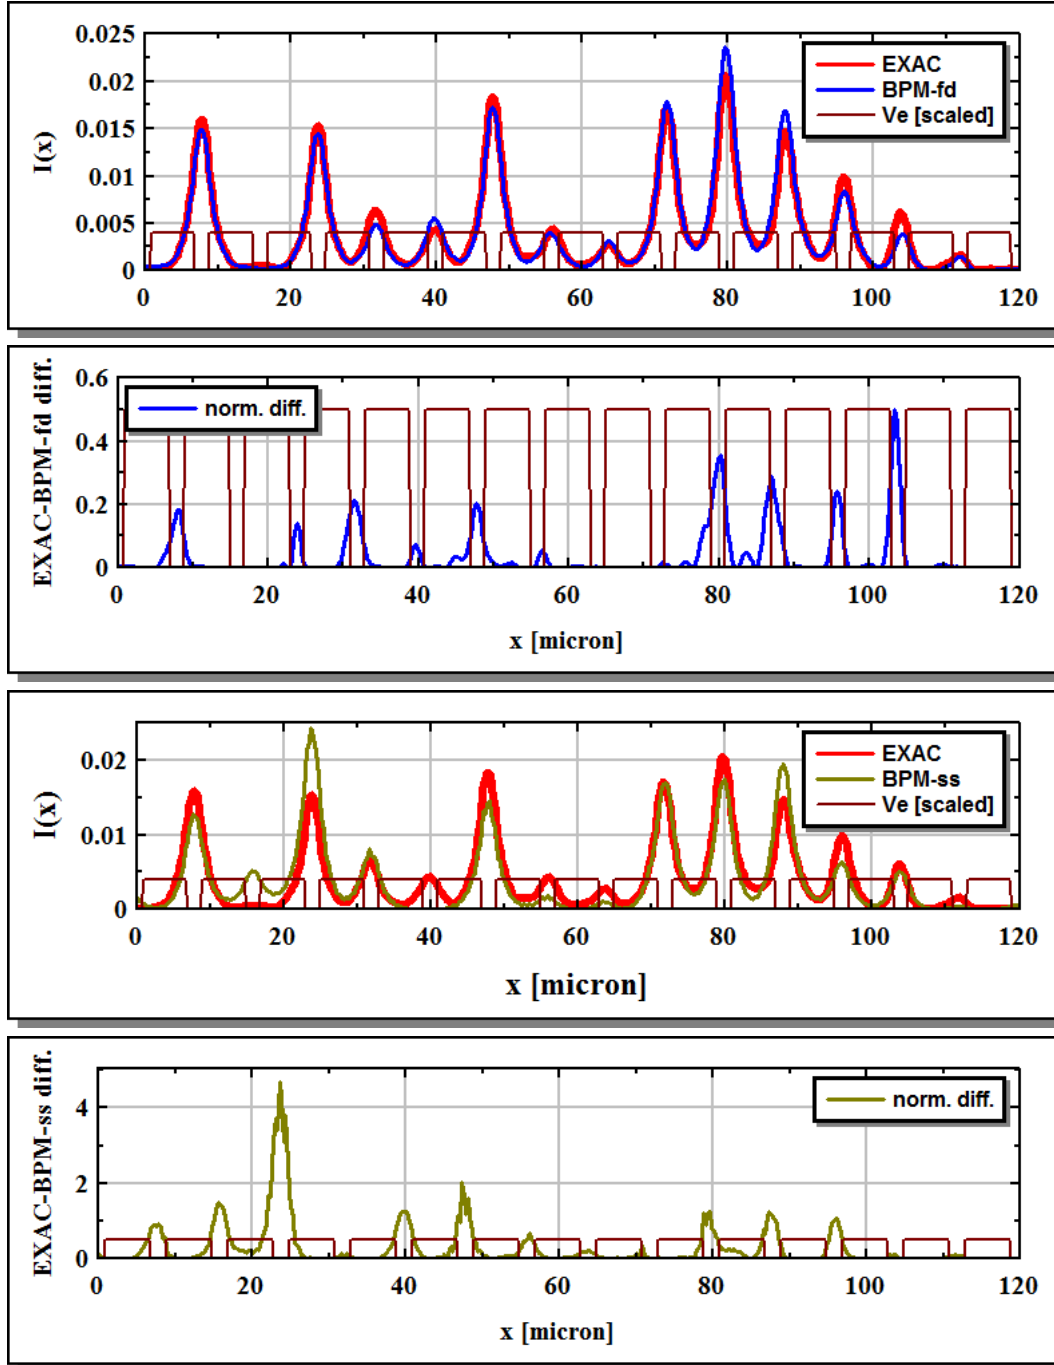 I(x)
0.025
0.02
0.015
0.01
0.005
0
EXAC
BPM-fd
Ve [scaled]
0 20 40 60 80 100 120
EXAC-BPM-fd diff.
0.6
0.4
0.2
0
norm. diff.
0 20 40 60 80 100 120
x [micron]
I(x)
0.02
0.01
0
EXAC
BPM-ss
Ve [scaled]
0 20 40 60 80 100 120
x [micron]
EXAC-BPM-ss diff.
4
2
0
norm. diff.
0 20 40 60 80 100 120
x [micron]